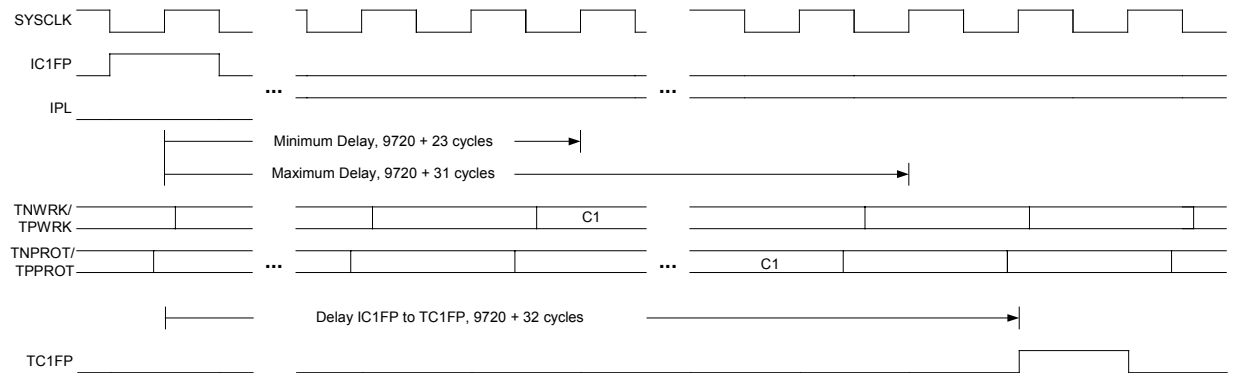 SYSCLK
IC1FP
... ...
IPL
Minimum Delay, 9720 + 23 cycles
Maximum Delay, 9720 + 31 cycles
TNWRK/
TPWRK
C1
TNPROT/
TPPROT
... ...
C1
Delay IC1FP to TC1FP, 9720 + 32 cycles
TC1FP